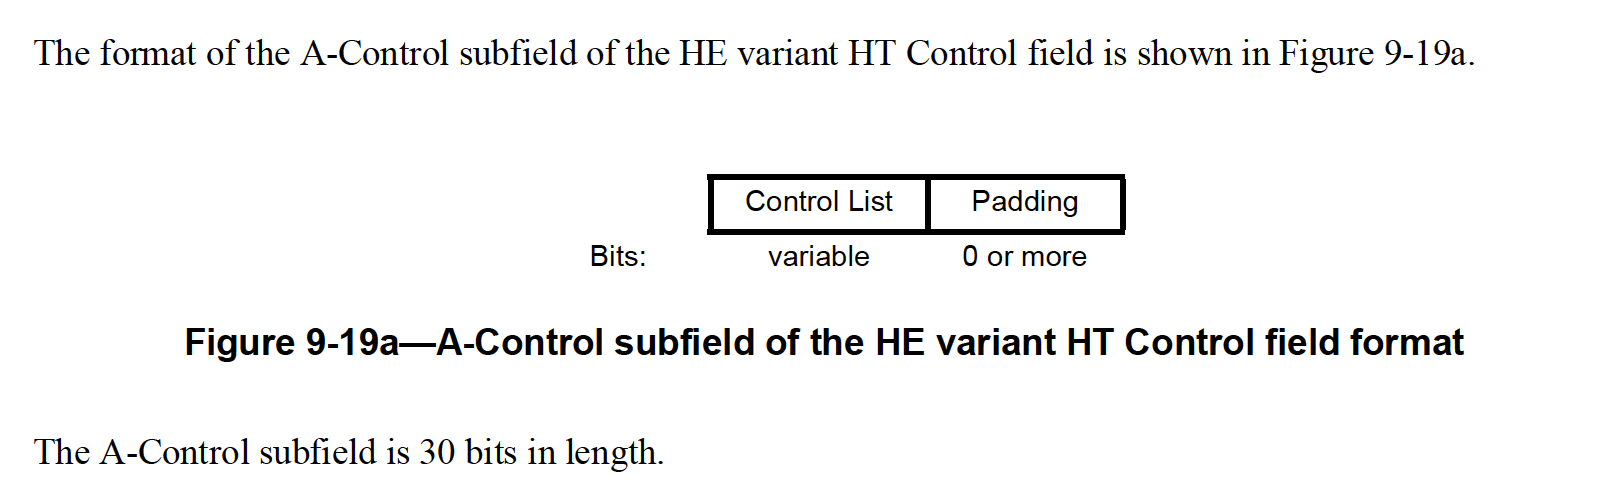 The format of the A-Control subfield of the HE variant HT Control field is shown in Figure 9-19a.
Control List Padding
Bits: variable 0 or more
Figure 9-19a—A-Control subfield of the HE variant HT Control field format
The A-Control subfield is 30 bits in length.